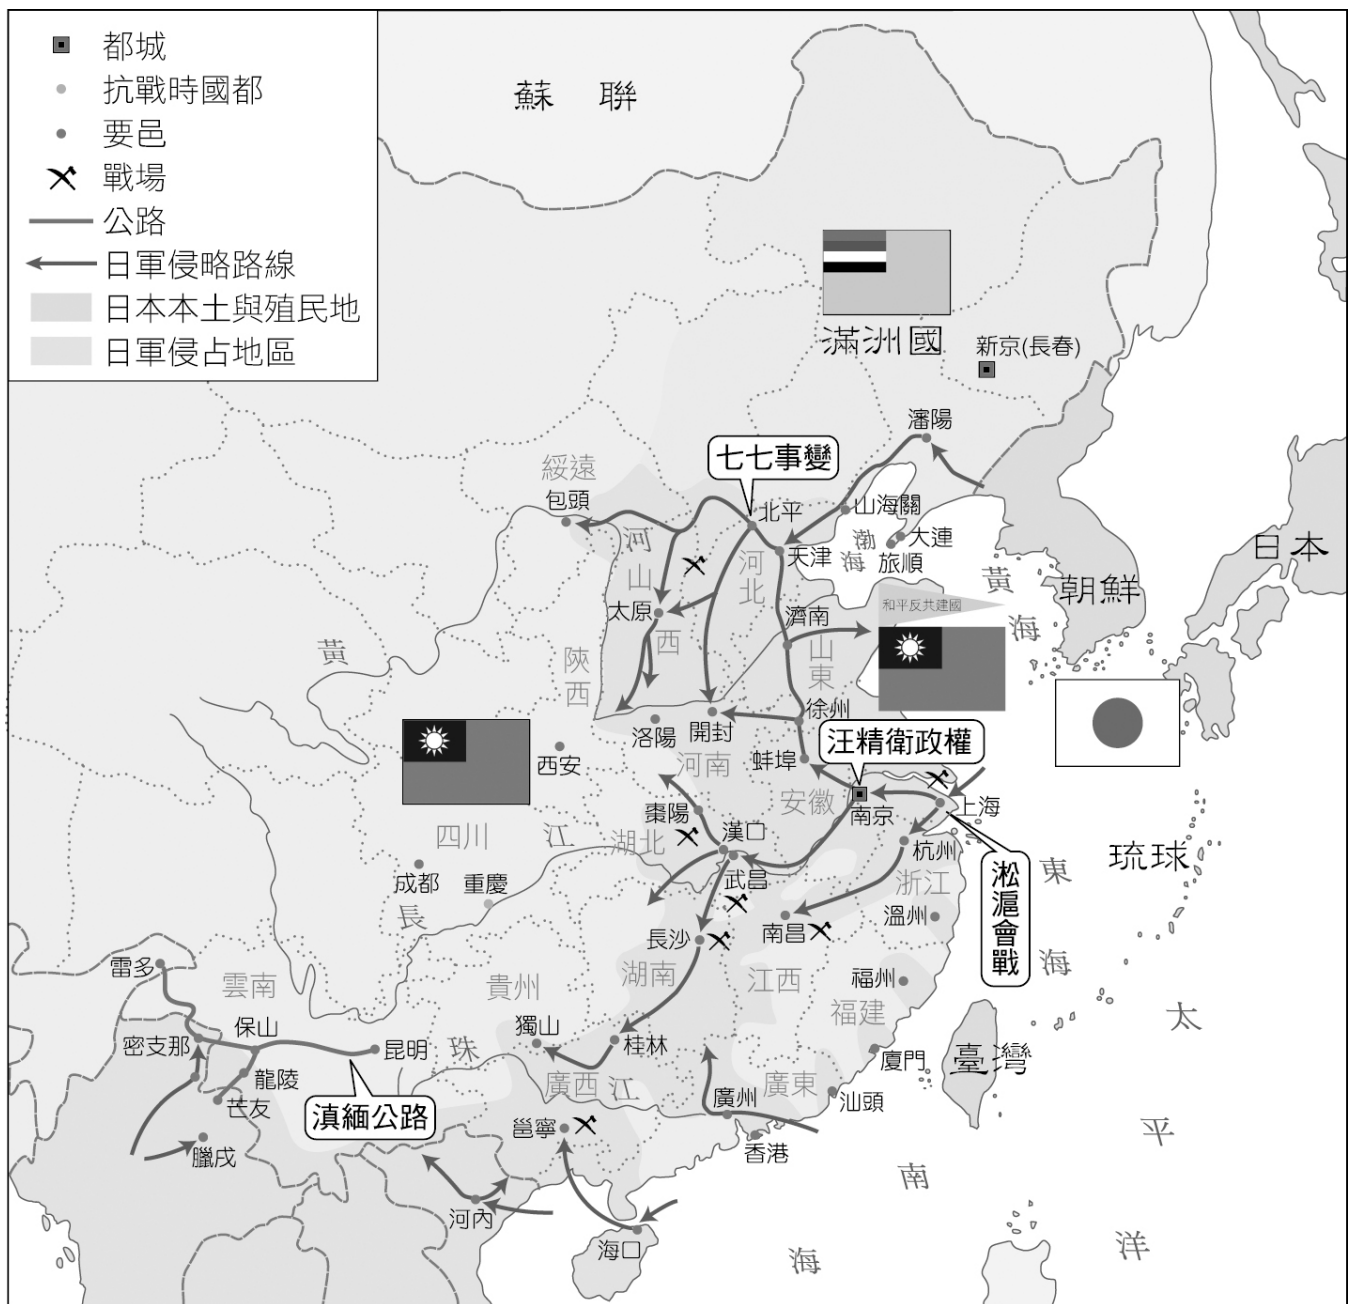 都城
抗戰時國都
要邑
戰場
公路
日軍侵略路線
日本本土與殖民地
日軍侵占地區
蘇聯
滿洲國
新京(長春)
瀋陽
七七事變
綏遠
包頭
北平
山海關
大連
旅順
渤海
天津
河
河北
山西
太原
濟南
山東
和平反共建國
黃海
朝鮮
日本
黃
陝西
洛陽
開封
徐州
河南
蚌埠
汪精衛政權
西安
安徽
南京
上海
棗陽
湖北
漢口
武昌
四川
江
成都
重慶
長
杭州
浙江
淞滬會戰
東海
琉球
溫州
南昌
長沙
湖南
江西
福州
福建
雷多
雲南
貴州
密支那
保山
昆明
珠
獨山
桂林
龍陵
芒友
滇緬公路
廣西
江
廣州
廣東
廈門
臺灣
汕頭
香港
臘戌
邕寧
河內
海口
南海
太平洋